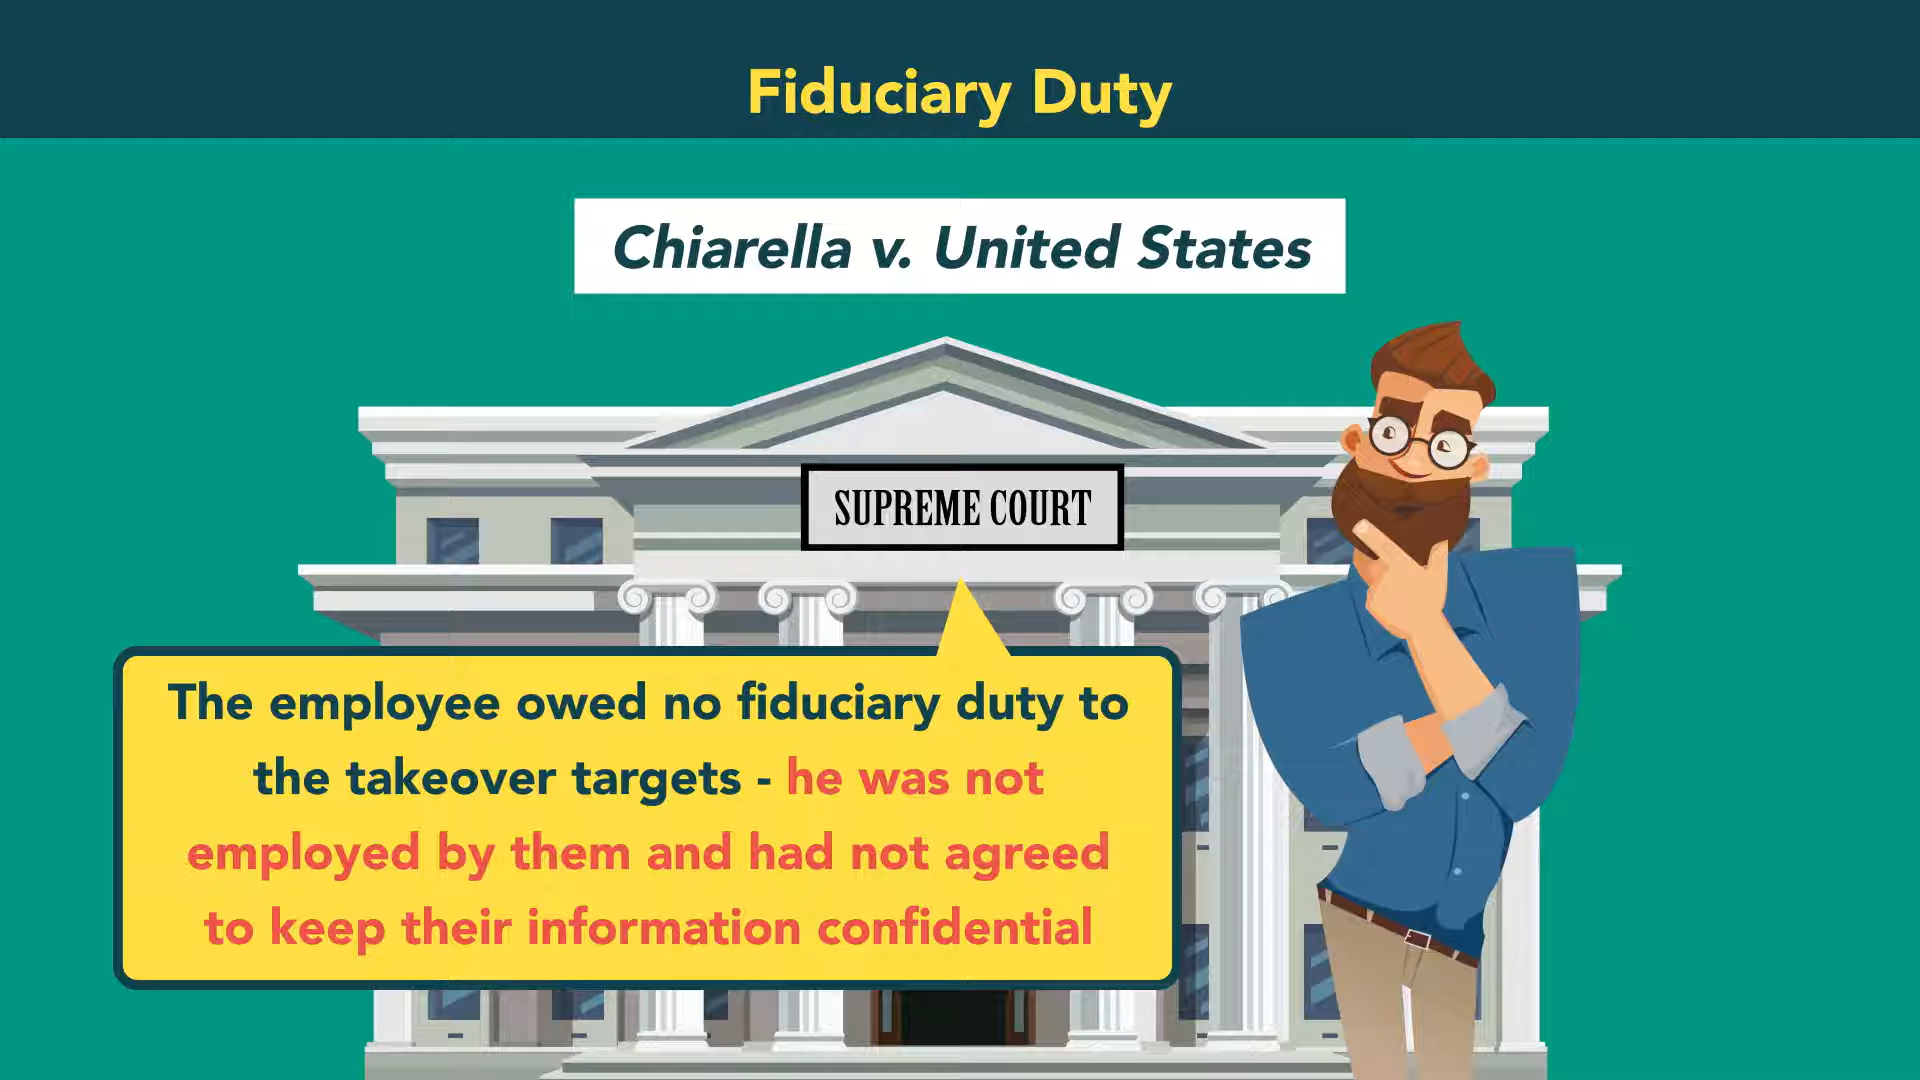 Fiduciary Duty
Chiarella v. United States
SUPREME COURT
The employee owed no fiduciary duty to
the takeover targets - he was not
employed by them and had not agreed
to keep their information confidential